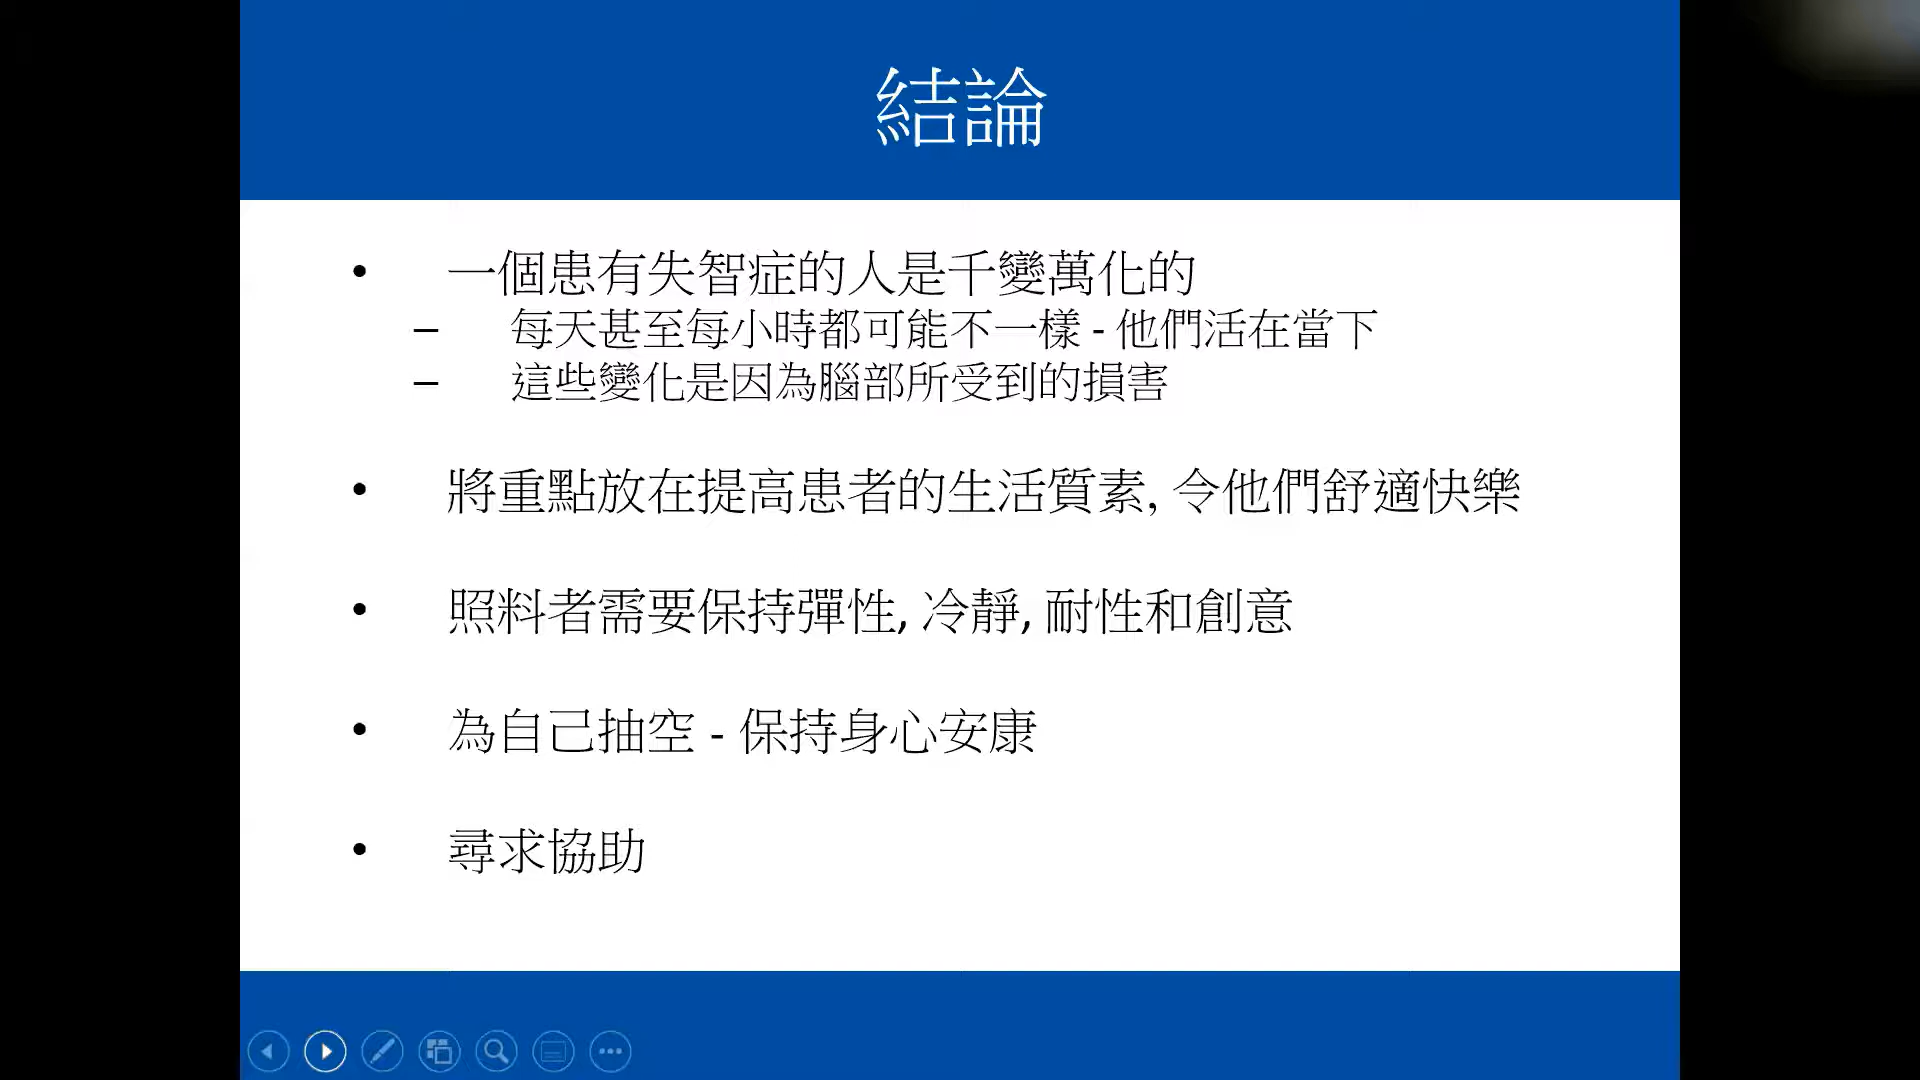 結論
• 一個患有失智症的人是千變萬化的
– 每天甚至每小時都可能不一樣 - 他們活在當下
– 這些變化是因為腦部所受到的損害
• 將重點放在提高患者的生活質素, 令他們舒適快樂
• 照料者需要保持彈性, 冷靜, 耐性和創意
• 為自己抽空 - 保持身心安康
• 尋求協助